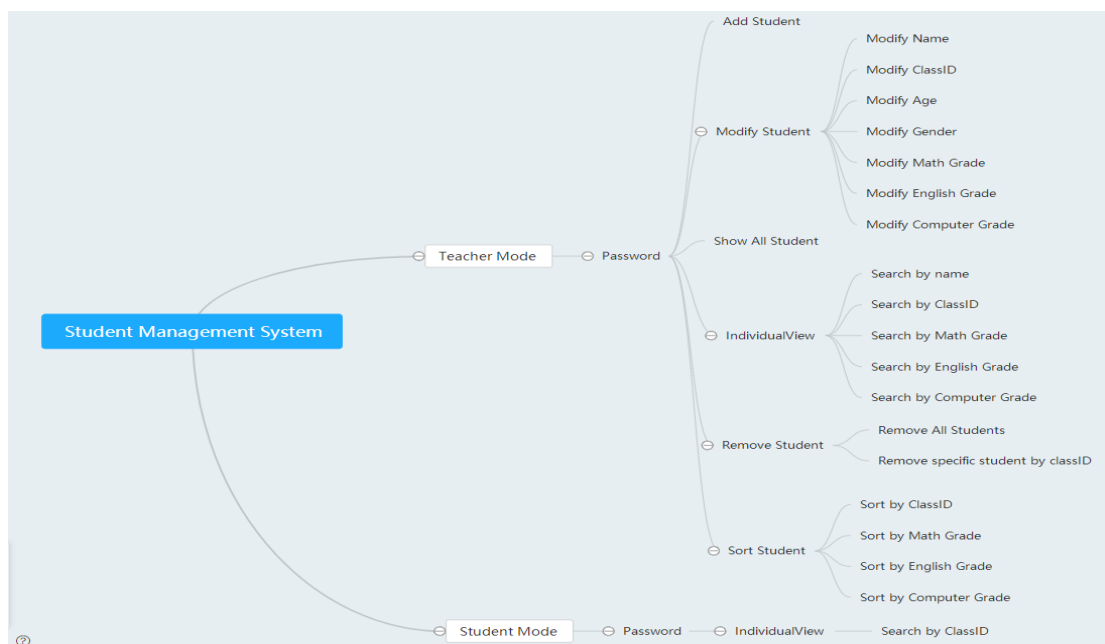 Add Student
Modify Name
Modify ClassID
Modify Age
Modify Student
Modify Gender
Modify Math Grade
Modify English Grade
Modify Computer Grade
Show All Student
Teacher Mode
Password
Search by name
Search by ClassID
Student Management System
IndividualView
Search by Math Grade
Search by English Grade
Search by Computer Grade
Remove All Students
Remove Student
Remove specific student by classID
Sort by ClassID
Sort by Math Grade
Sort Student
Sort by English Grade
Sort by Computer Grade
Student Mode
Password
IndividualView
Search by ClassID